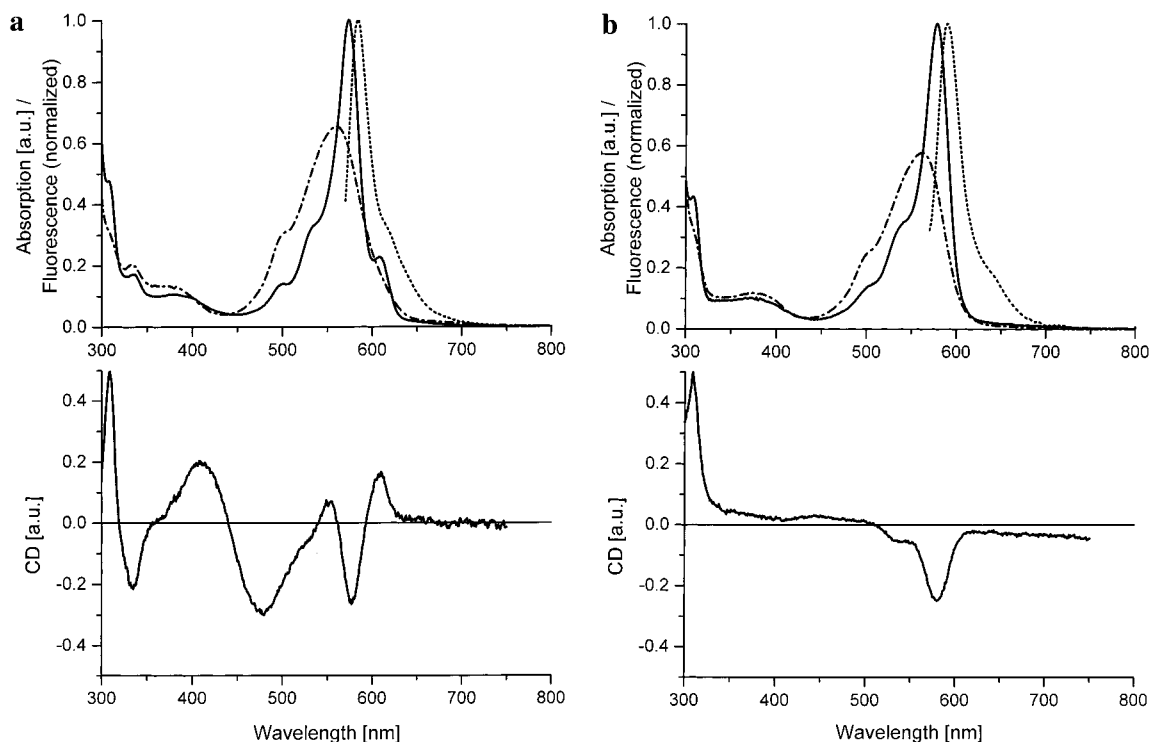 a
Absorption [a.u.] /
Fluorescence (normalized)
1.0
0.8
0.6
0.4
0.2
0.0
300 400 500 600 700 800
CD [a.u.]
0.4
0.2
0.0
-0.2
-0.4
300 400 500 600 700 800
Wavelength [nm]
b
Absorption [a.u.] /
Fluorescence (normalized)
1.0
0.8
0.6
0.4
0.2
0.0
300 400 500 600 700 800
CD [a.u.]
0.4
0.2
0.0
-0.2
-0.4
300 400 500 600 700 800
Wavelength [nm]